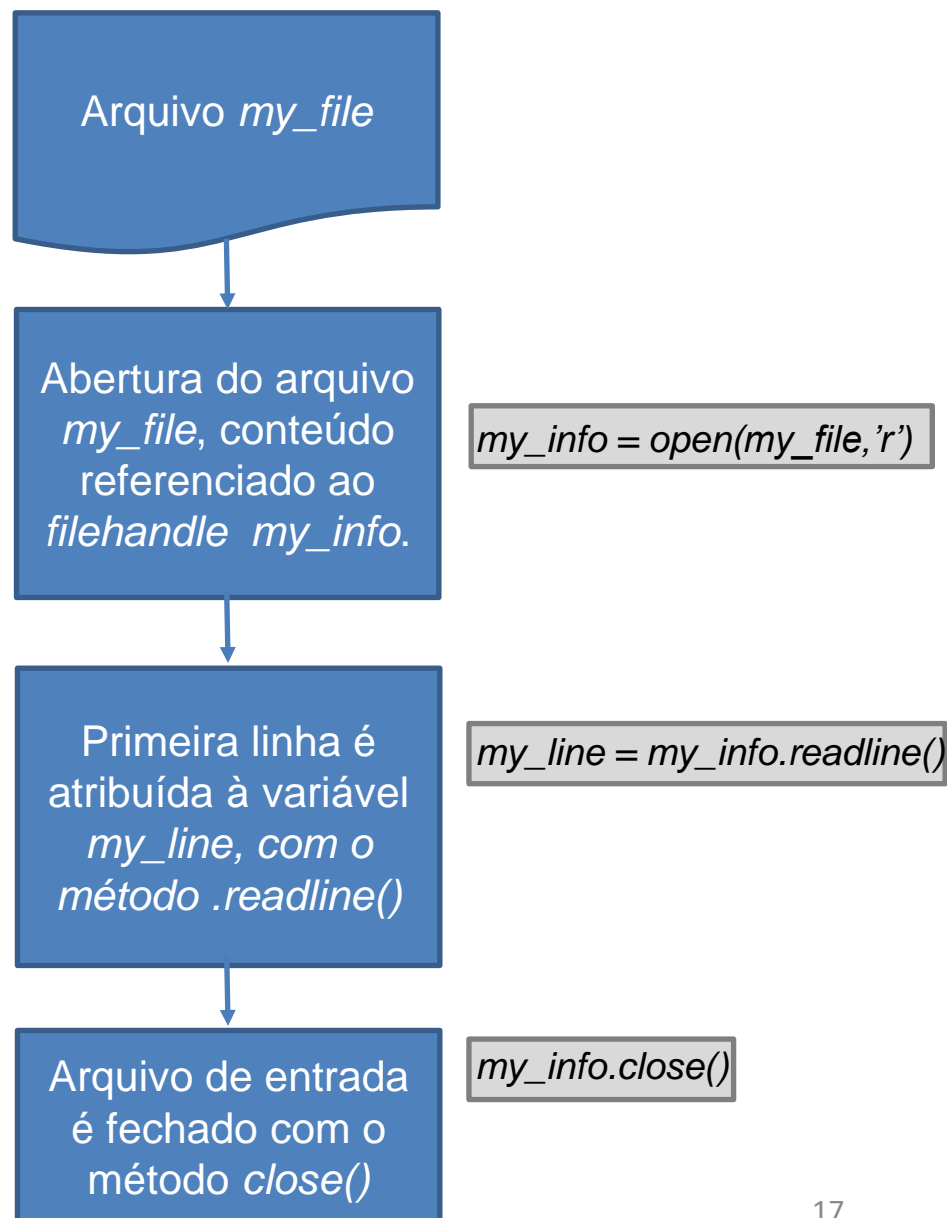 Arquivo my_file
Abertura do arquivo
my_file, conteúdo
referenciado ao
filehandle my_info.
my_info = open(my_file,’r’)
Primeira linha é
atribuída à variável
my_line, com o
método .readline()
my_line = my_info.readline()
Arquivo de entrada
é fechado com o
método close()
my_info.close()
17